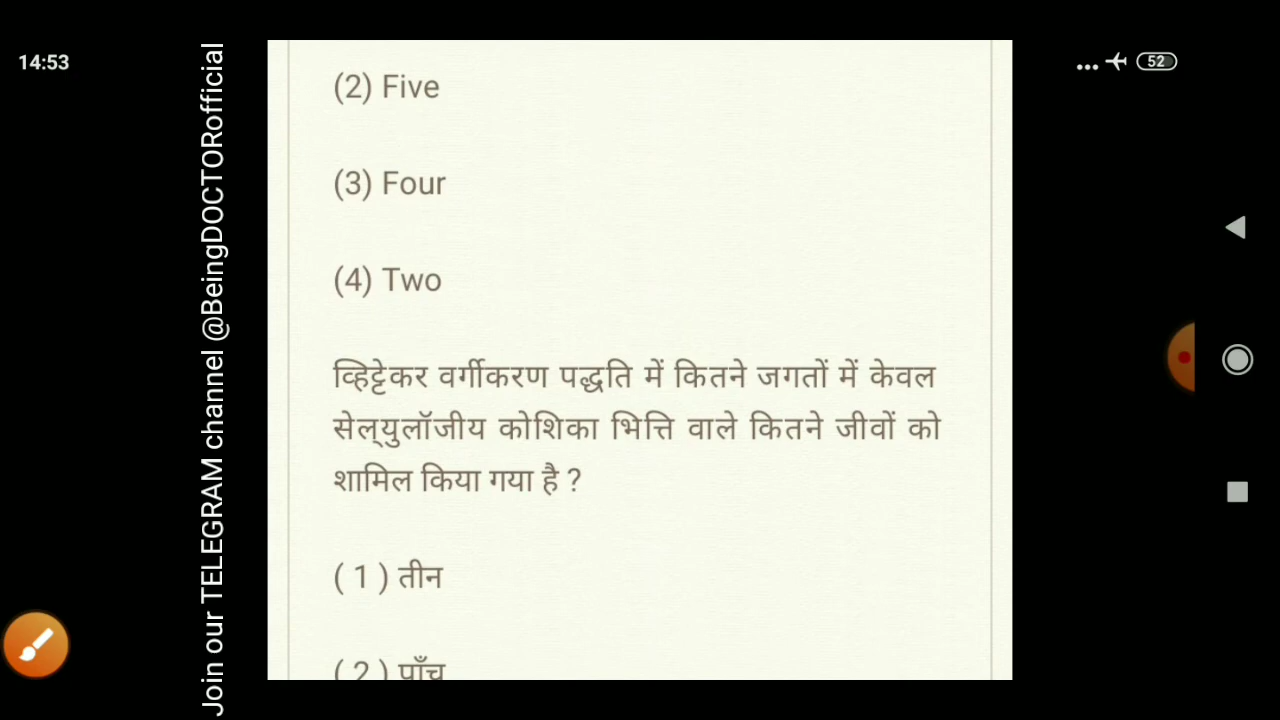 14:53
52
Join our TELEGRAM channel @BeingDOCTORofficial
(2) Five
(3) Four
(4) Two
व्हिट्टेकर वर्गीकरण पद्धति में कितने जगतों में केवल
सेल्युलॉजीय कोशिका भित्ति वाले कितने जीवों को
शामिल किया गया है ?
( 1 ) तीन
( 2 ) पाँच